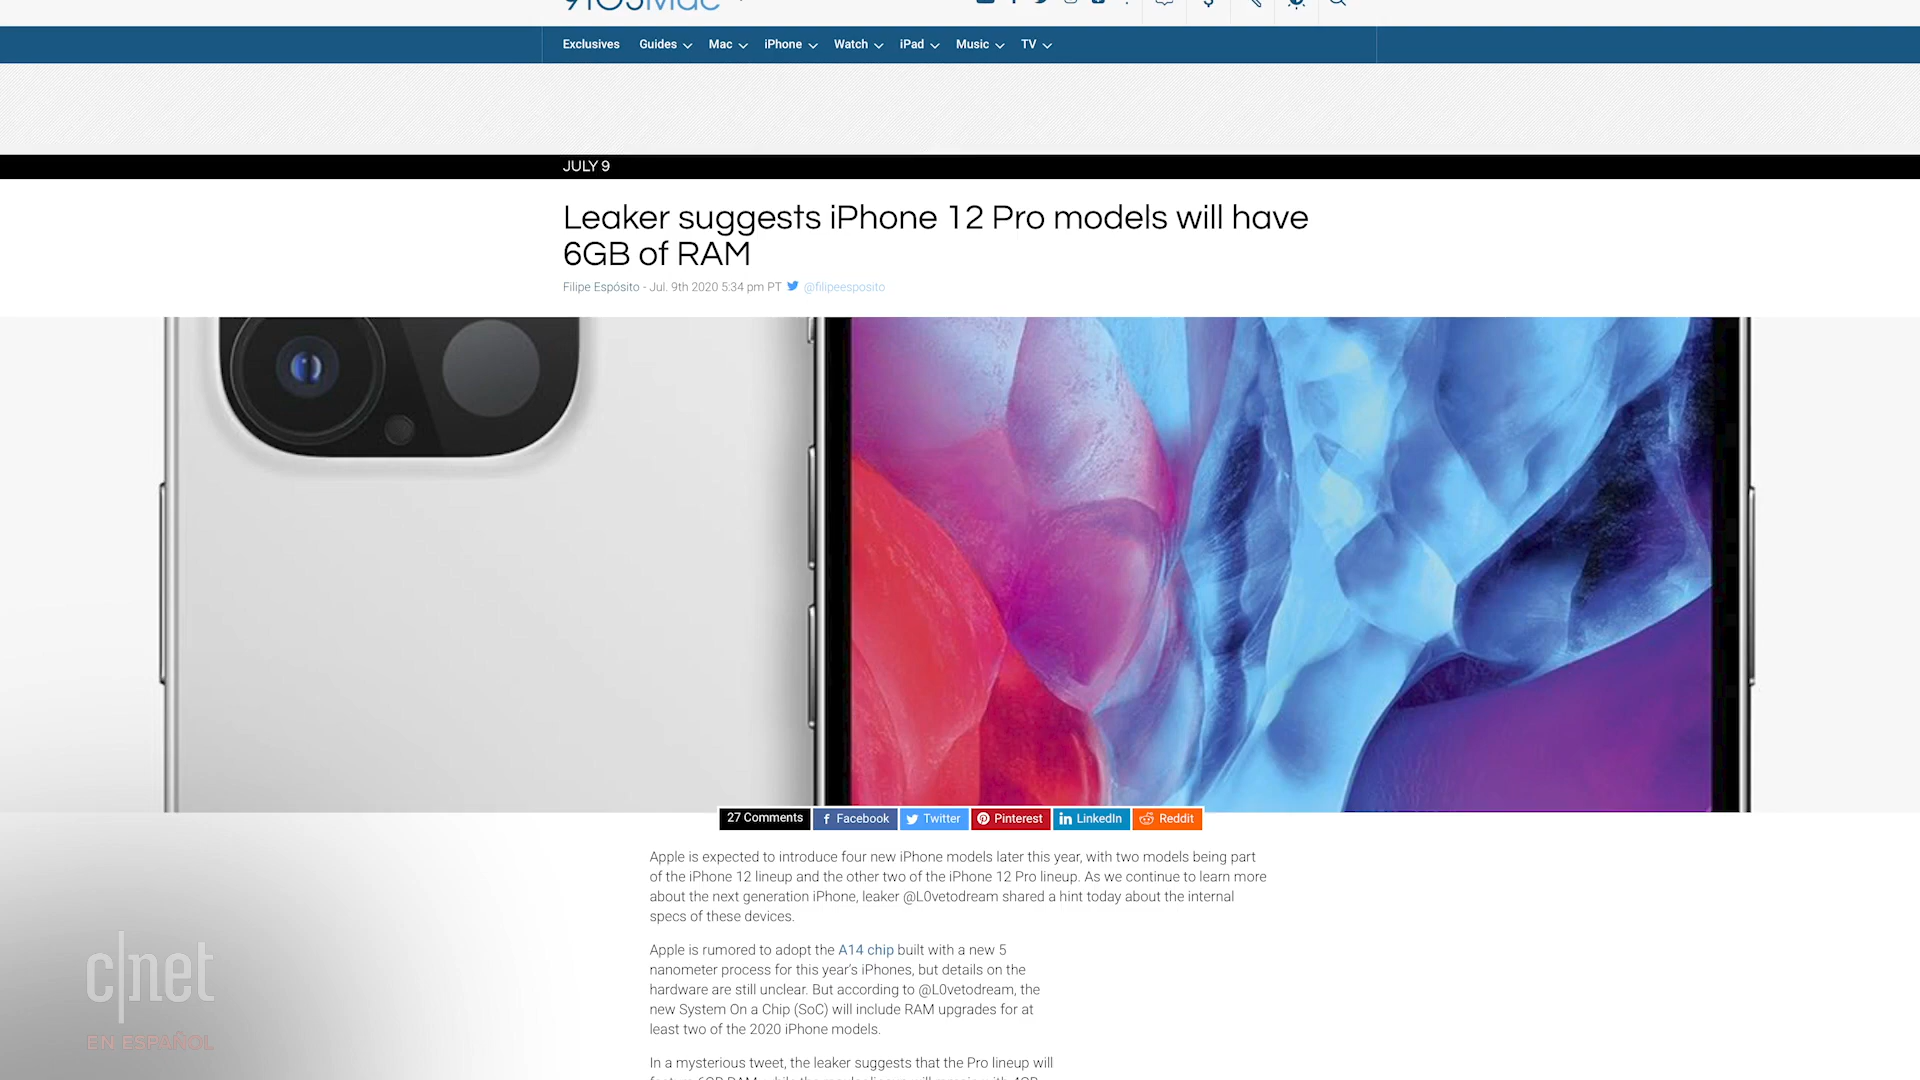 9TO5Mac
Exclusives Guides Mac iPhone Watch iPad Music TV
JULY 9
Leaker suggests iPhone 12 Pro models will have
6GB of RAM
Filipe Espósito - Jul. 9th 2020 5:34 pm PT @filipeesposito
27 Comments Facebook Twitter Pinterest LinkedIn Reddit
Apple is expected to introduce four new iPhone models later this year, with two models being part
of the iPhone 12 lineup and the other two of the iPhone 12 Pro lineup. As we continue to learn more
about the next generation iPhone, leaker @L0vetodream shared a hint today about the internal
specs of these devices.
Apple is rumored to adopt the A14 chip built with a new 5
nanometer process for this year's iPhones, but details on the
hardware are still unclear. But according to @L0vetodream, the
new System On a Chip (SoC) will include RAM upgrades for at
least two of the 2020 iPhone models.
In a mysterious tweet, the leaker suggests that the Pro lineup will
c|net
EN ESPAÑOL